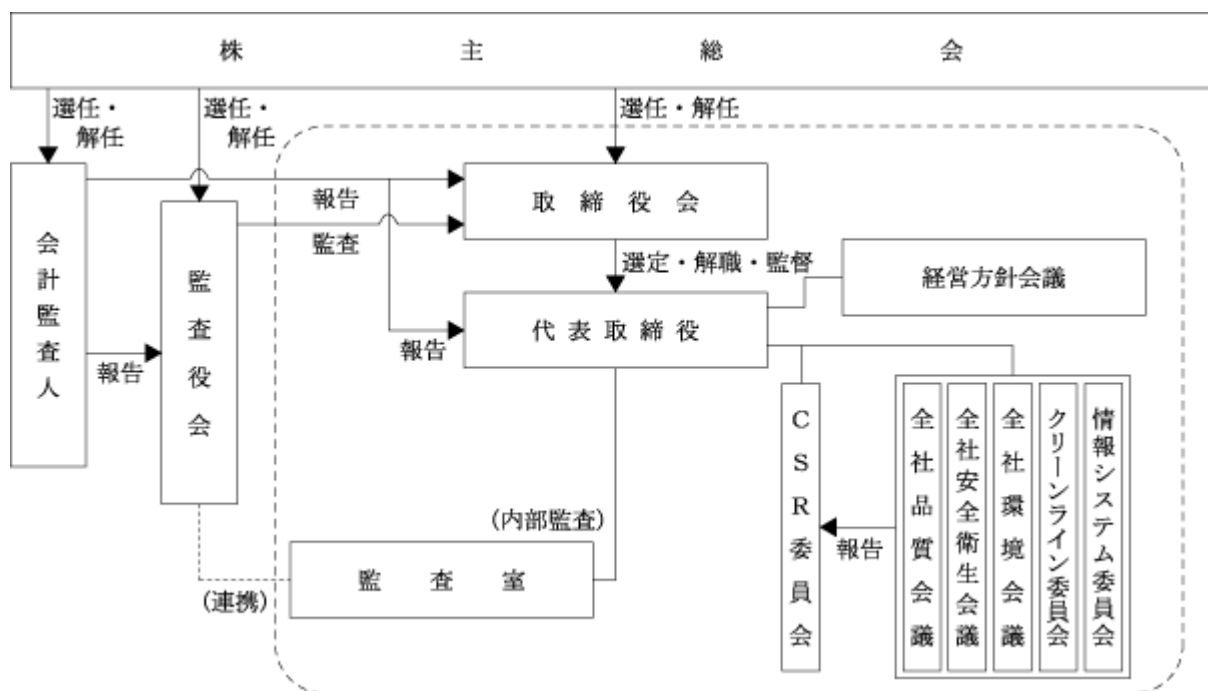 株主総会
選任・
解任
選任・
解任
選任・解任
会計監査人
監査役会
報告
監査
取締役会
選定・解職・監督
経営方針会議
代表取締役
報告
報告
(内部監査)
監査室
(連携)
CSR委員会
報告
全社品質会議
全社安全衛生会議
全社環境会議
クリーンライン委員会
情報システム委員会